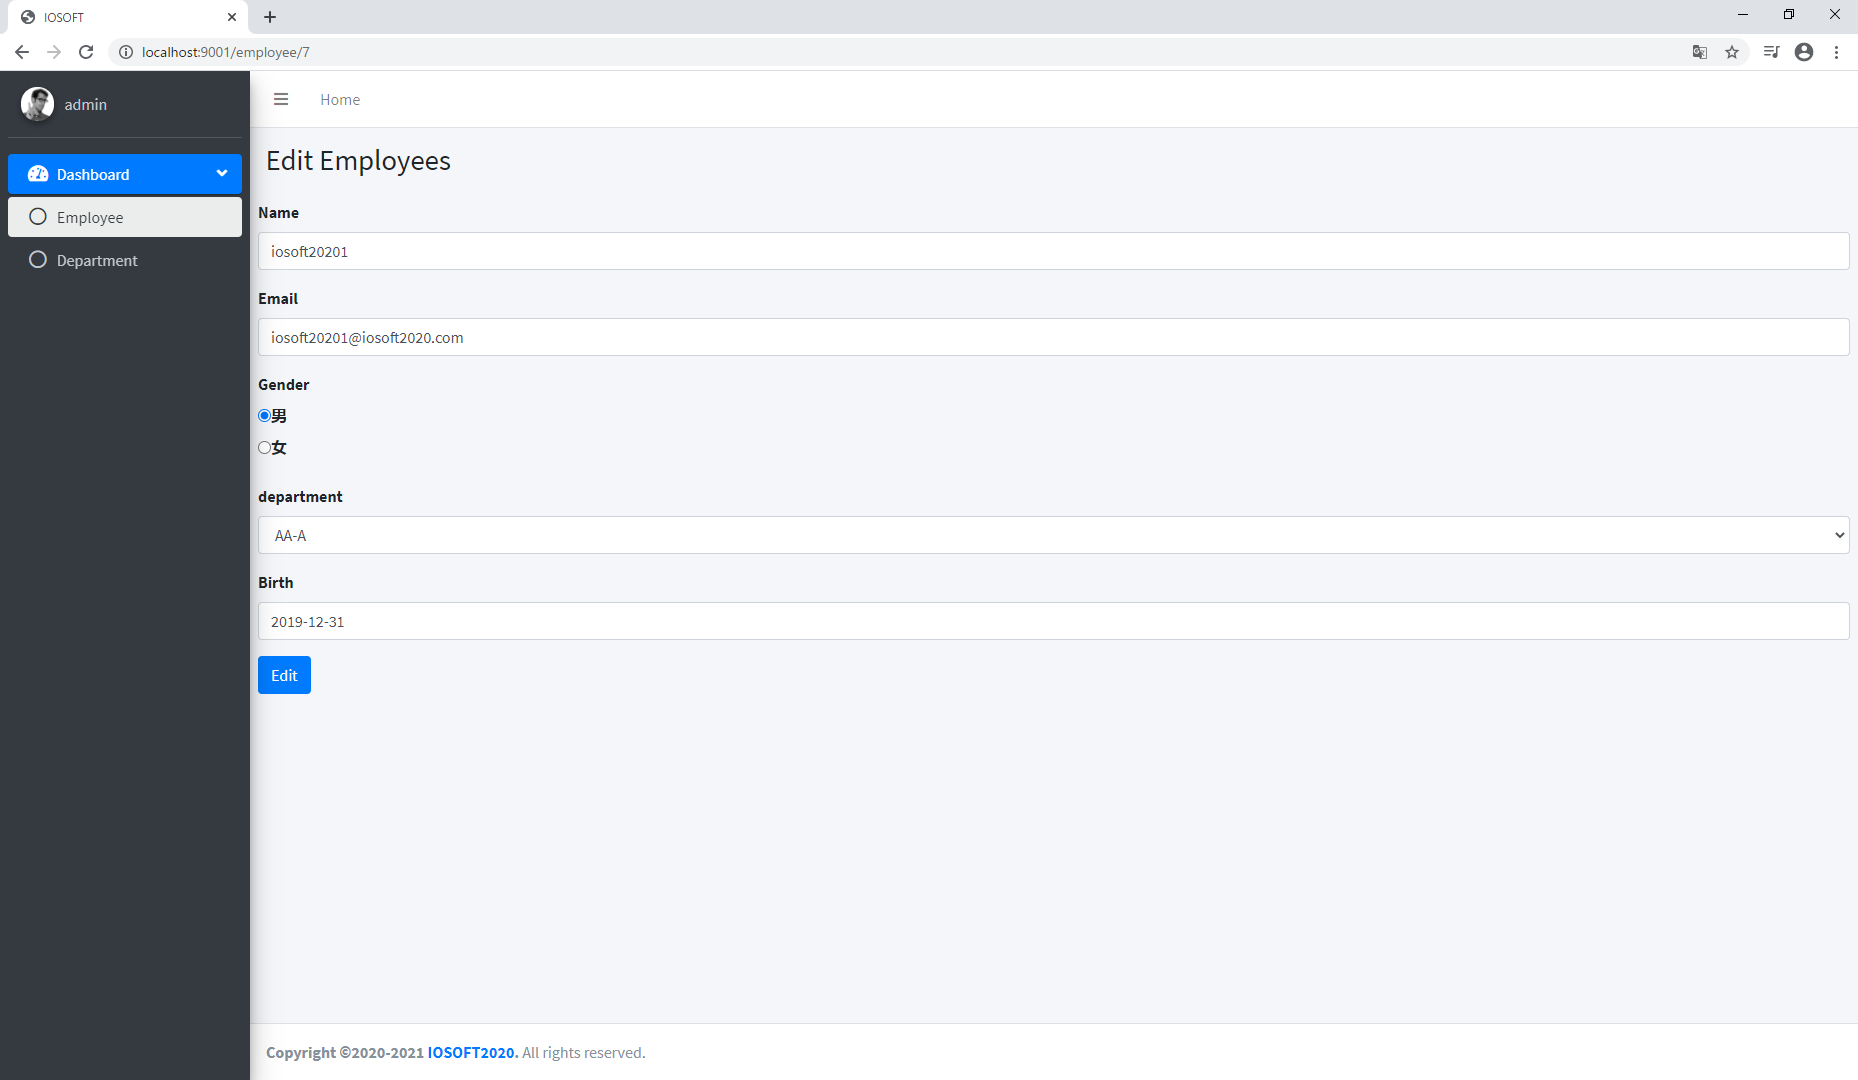 IOSOFT
localhost:9001/employee/7
admin
Home
Dashboard
Employee
Department
Edit Employees
Name
iosoft20201
Email
iosoft20201@iosoft2020.com
Gender
男
女
department
AA-A
Birth
2019-12-31
Edit
Copyright ©2020-2021 IOSOFT2020. All rights reserved.